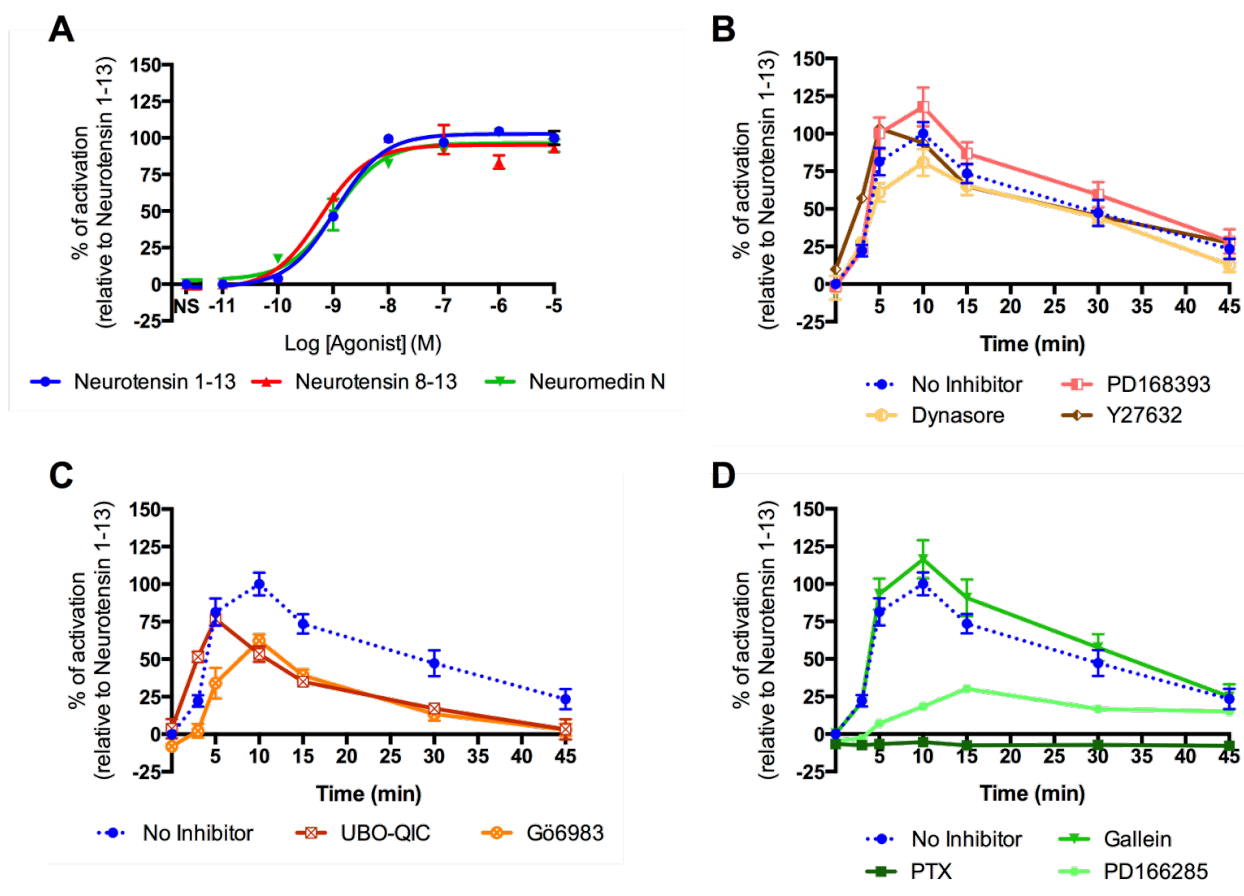 A
% of activation
(relative to Neurotensin 1-13)
150
125
100
75
50
25
0
-25
NS -11 -10 -9 -8 -7 -6 -5
Log [Agonist] (M)
Neurotensin 1-13 Neurotensin 8-13 Neuromedin N
B
% of activation
(relative to Neurotensin 1-13)
150
125
100
75
50
25
0
-25
5 10 15 20 25 30 35 40 45
Time (min)
No Inhibitor PD168393
Dynasore Y27632
C
% of activation
(relative to Neurotensin 1-13)
150
125
100
75
50
25
0
-25
5 10 15 20 25 30 35 40 45
Time (min)
No Inhibitor UBO-QIC Gö6983
D
% of activation
(relative to Neurotensin 1-13)
150
125
100
75
50
25
0
-25
5 10 15 20 25 30 35 40 45
Time (min)
No Inhibitor Gallein
PTX PD166285